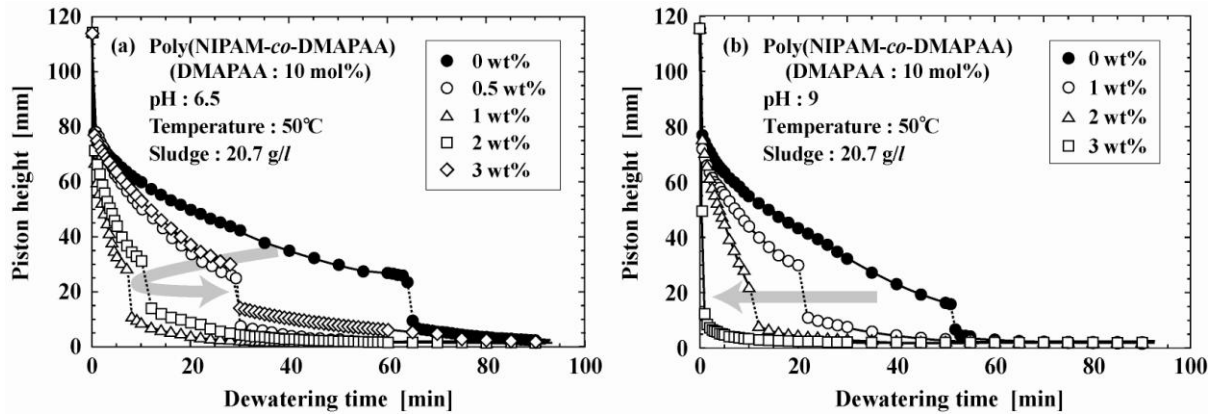 (a) Poly(NIPAM-co-DMAPAA)
(DMAPAA : 10 mol%)
pH : 6.5
Temperature : 50℃
Sludge : 20.7 g/l
0 wt%
0.5 wt%
1 wt%
2 wt%
3 wt%
Piston height [mm]
120
100
80
60
40
20
0
0 20 40 60 80 100
Dewatering time [min]
(b) Poly(NIPAM-co-DMAPAA)
(DMAPAA : 10 mol%)
pH : 9
Temperature : 50℃
Sludge : 20.7 g/l
0 wt%
1 wt%
2 wt%
3 wt%
Piston height [mm]
120
100
80
60
40
20
0
0 20 40 60 80 100
Dewatering time [min]